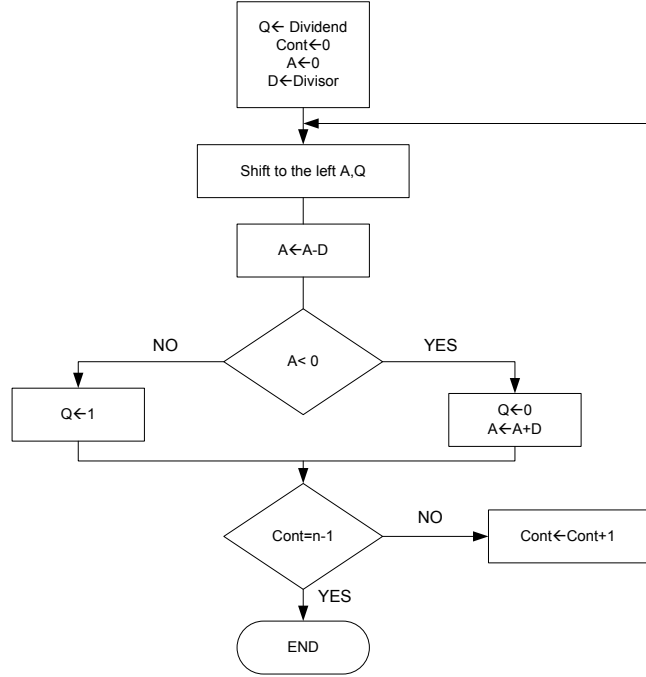 Q← Dividend
Cont←0
A←0
D←Divisor
Shift to the left A,Q
A←A-D
A< 0
NO
YES
Q←1
Q←0
A←A+D
Cont=n-1
NO
Cont←Cont+1
YES
END